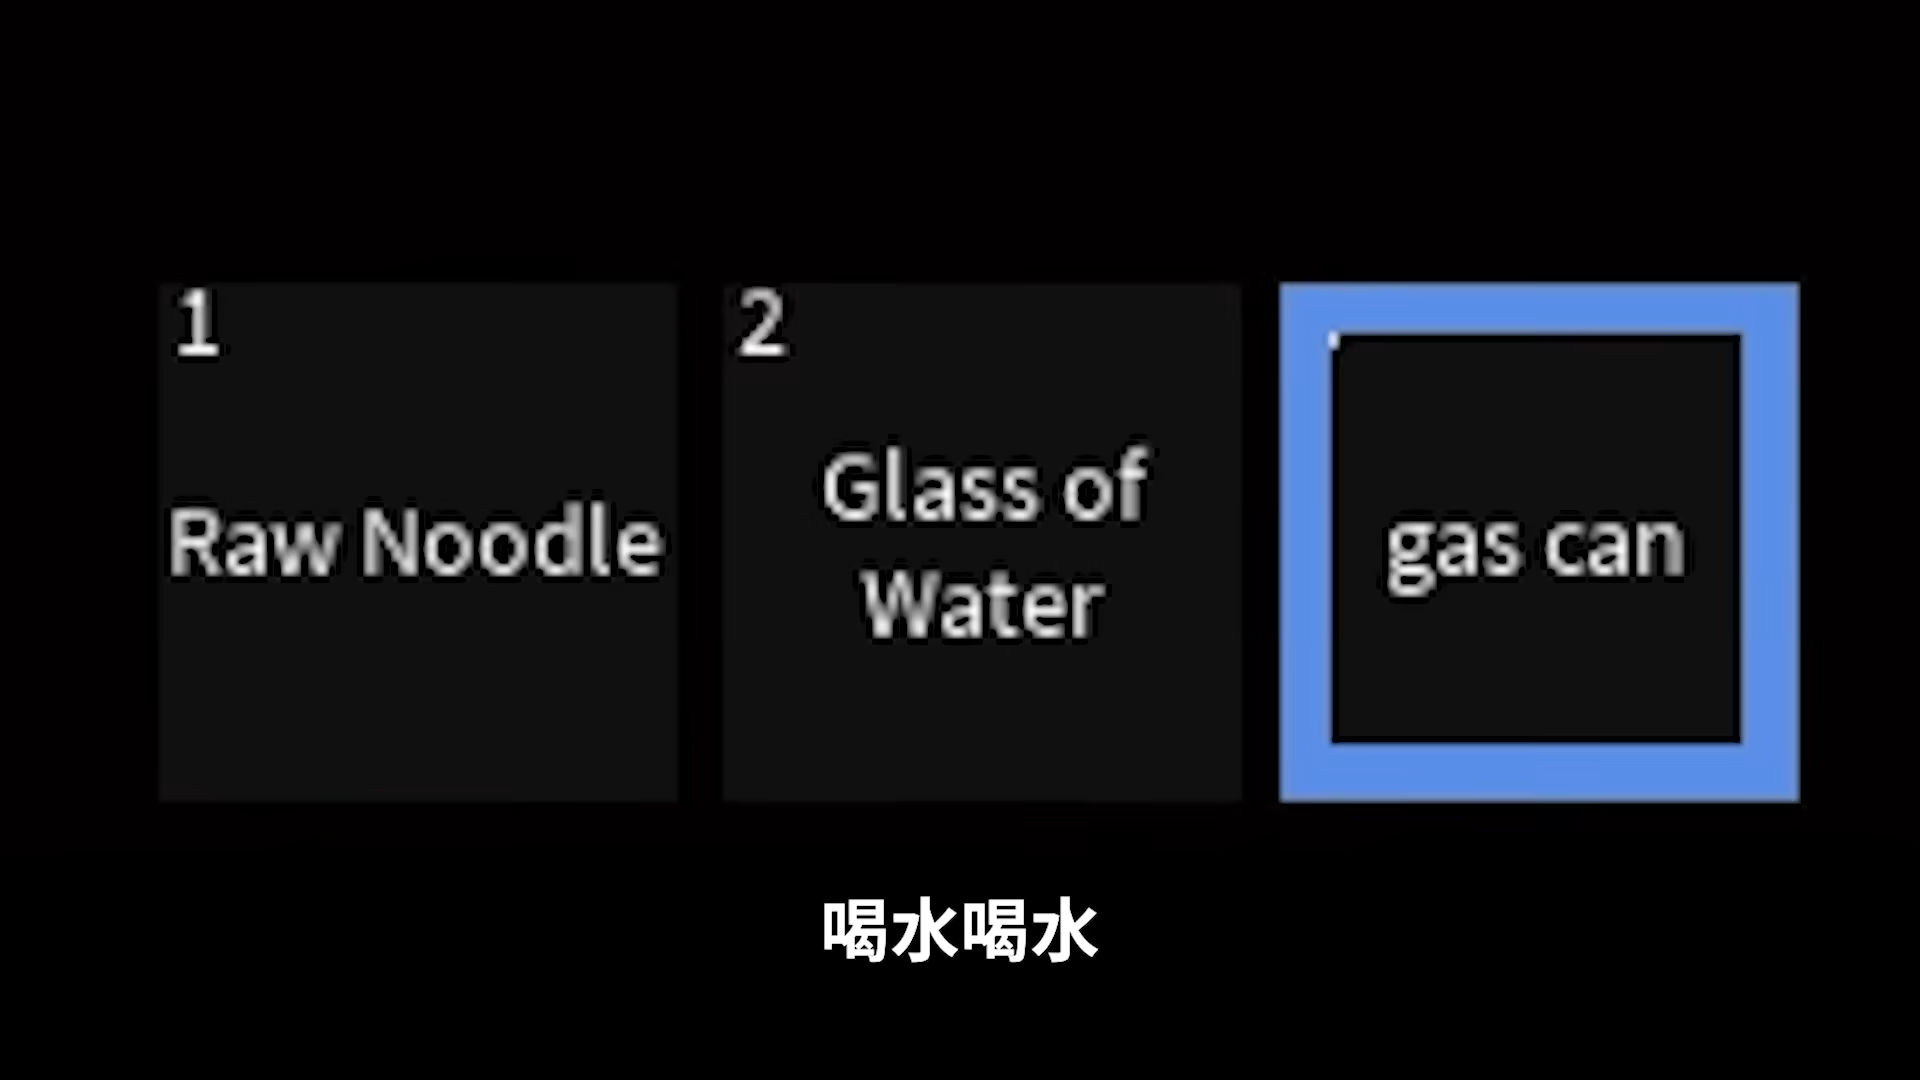 1
Raw Noodle
2
Glass of
Water
gas can
喝水喝水